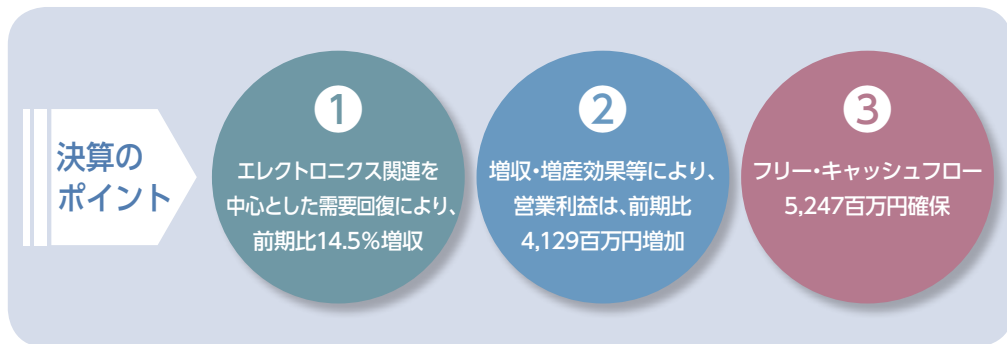 決算の
ポイント
1
エレクトロニクス関連を
中心とした需要回復により、
前期比14.5%増収
2
増収・増産効果等により、
営業利益は、前期比
4,129百万円増加
3
フリー・キャッシュフロー
5,247百万円確保